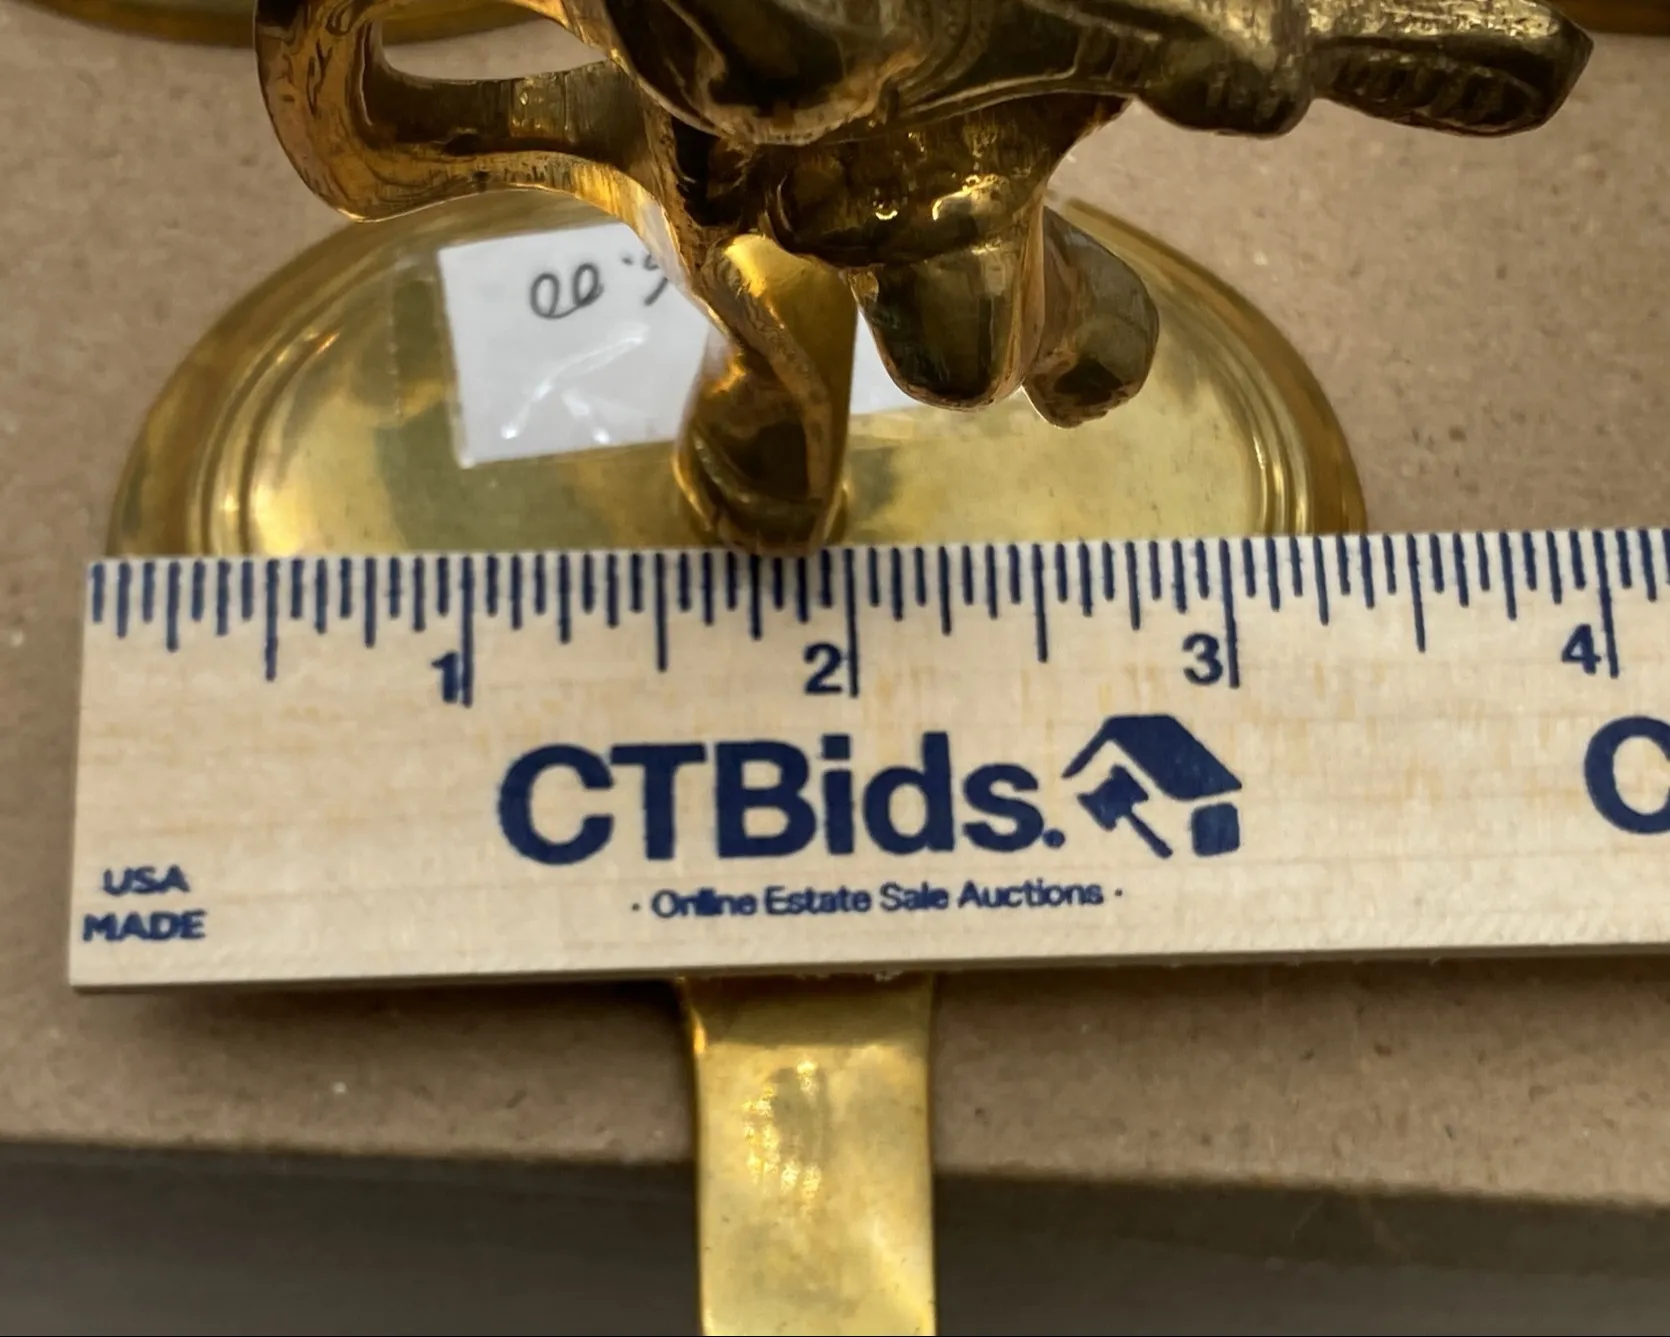 1 2 3 4
CTBids.
USA
MADE
· Online Estate Sale Auctions ·